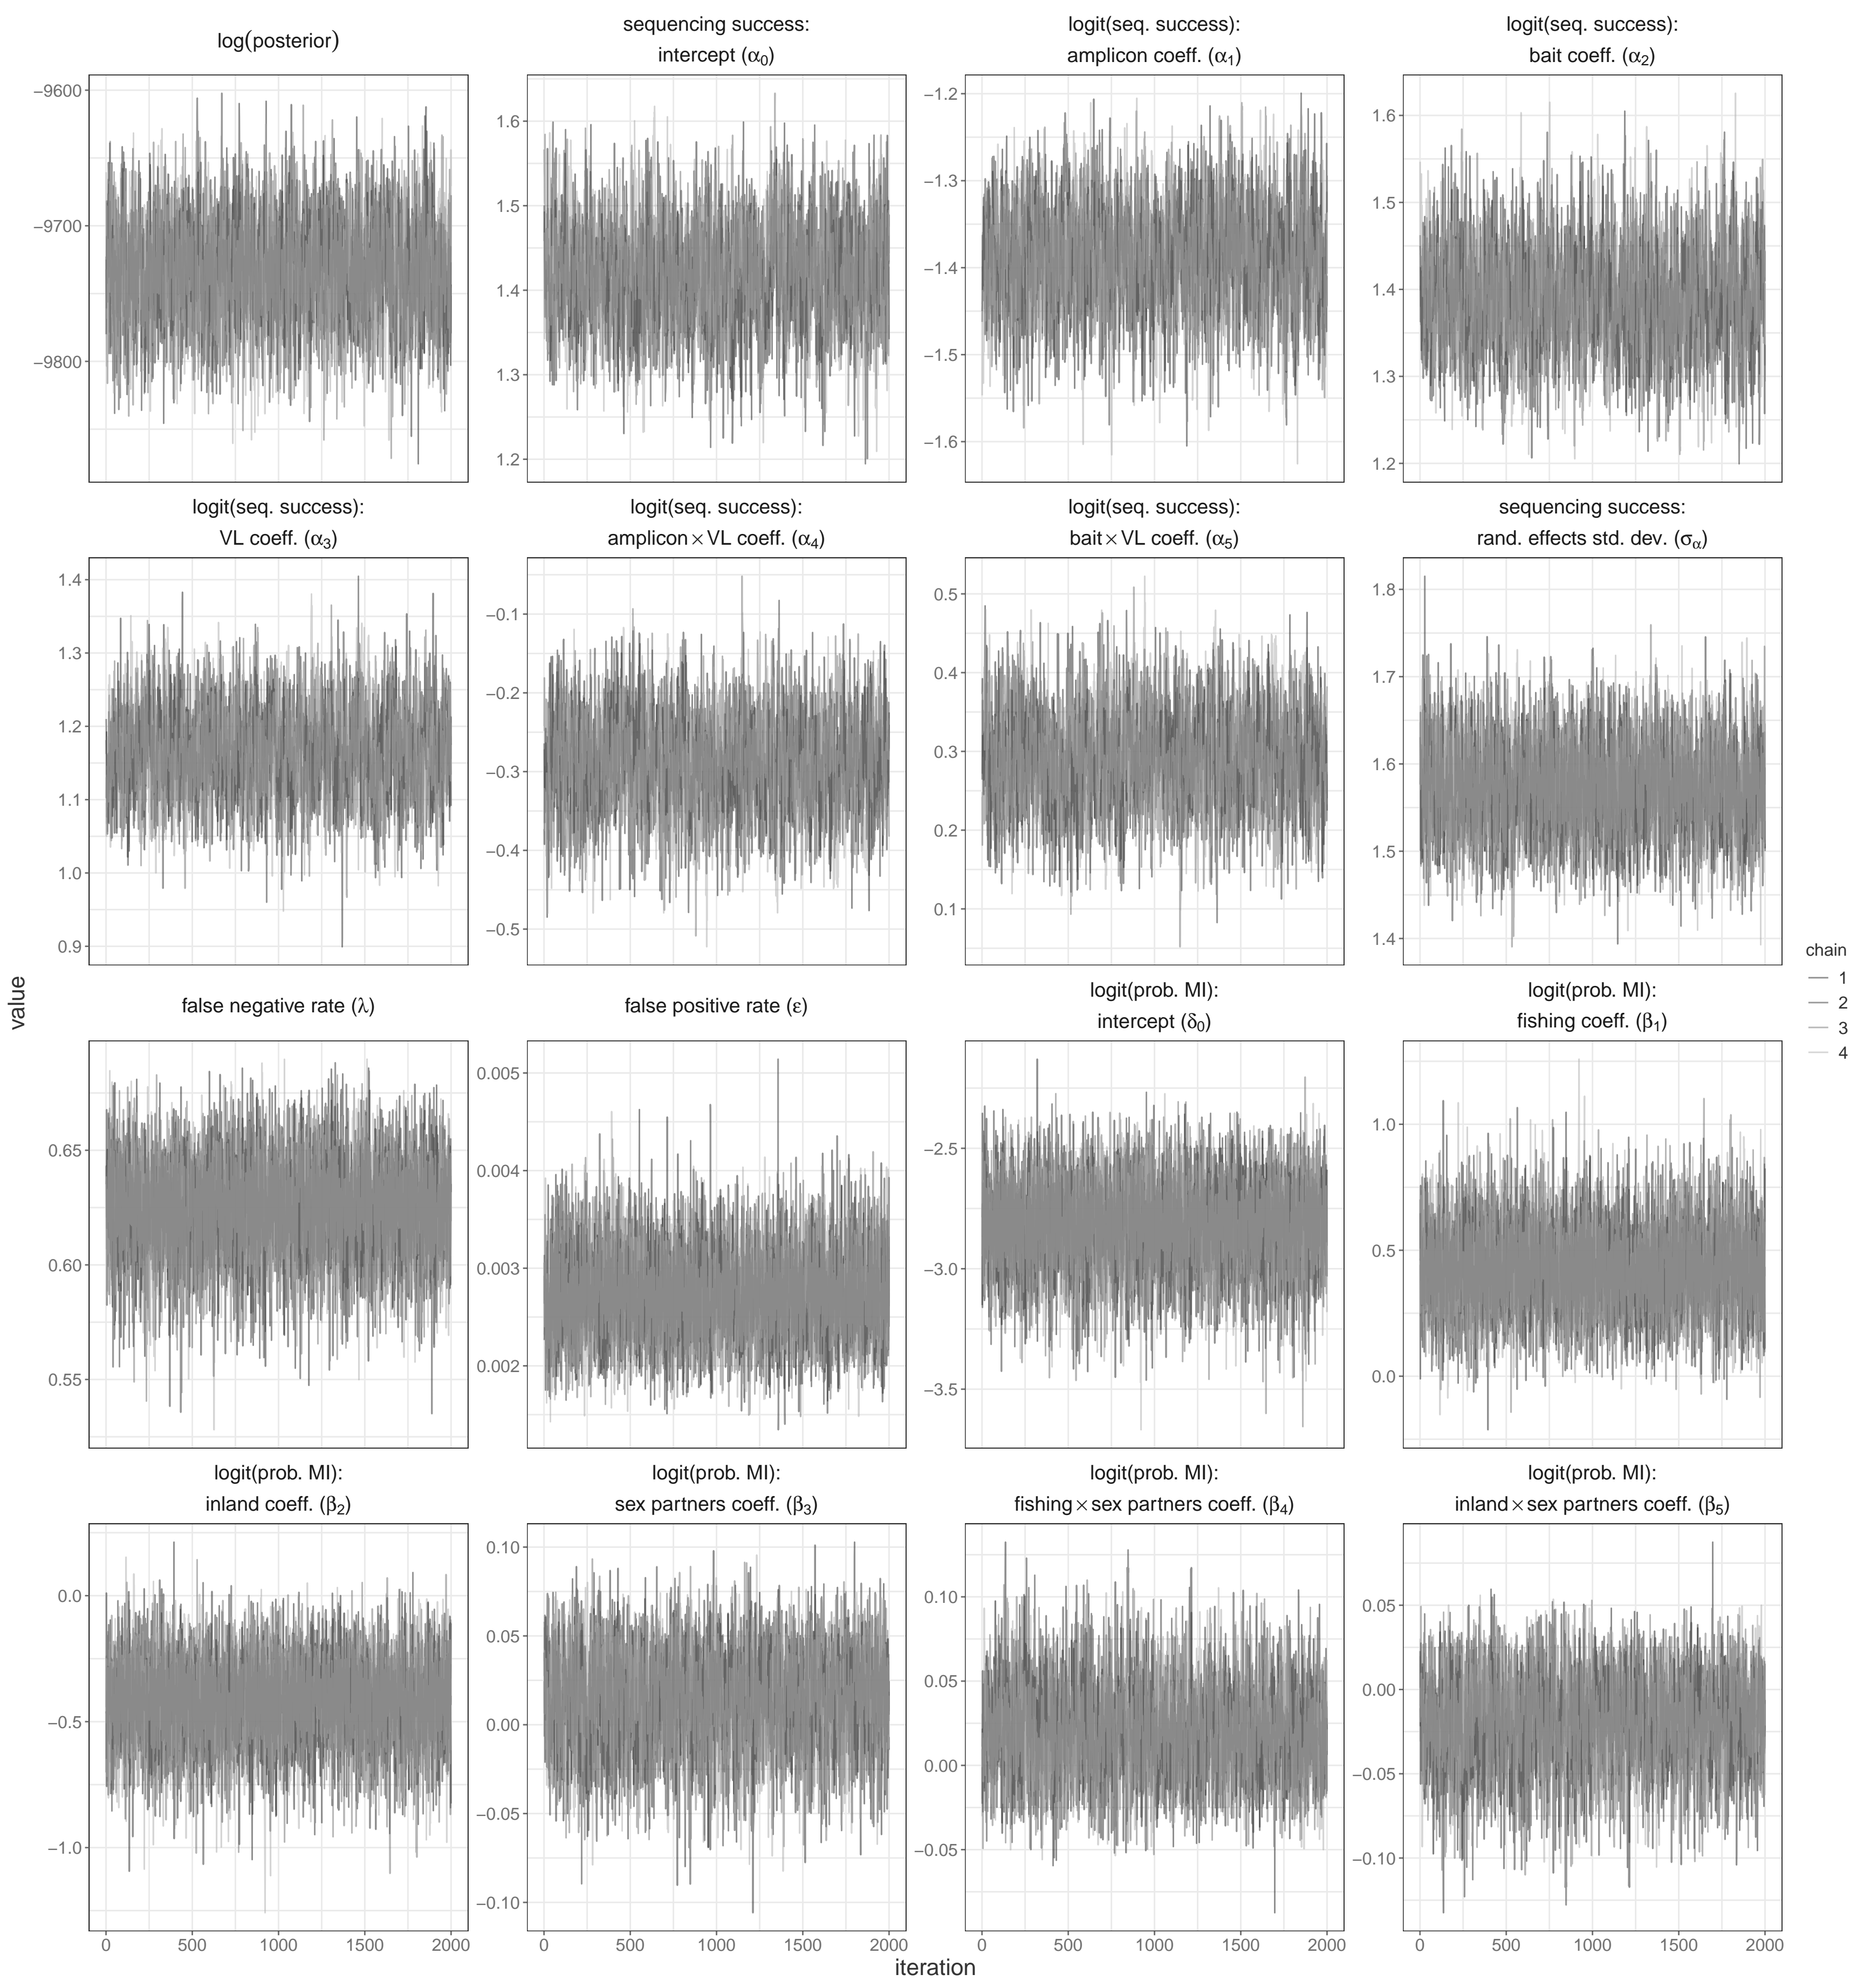 log(posterior)
sequencing success:
intercept (α0)
logit(seq. success):
amplicon coeff. (α1)
logit(seq. success):
bait coeff. (α2)
−9600
−9700
−9800
1.6
1.5
1.4
1.3
1.2
−1.2
−1.3
−1.4
−1.5
−1.6
1.6
1.5
1.4
1.3
1.2
logit(seq. success):
VL coeff. (α3)
logit(seq. success):
amplicon × VL coeff. (α4)
logit(seq. success):
bait × VL coeff. (α5)
sequencing success:
rand. effects std. dev. (σα)
1.4
1.3
1.2
1.1
1.0
0.9
−0.1
−0.2
−0.3
−0.4
−0.5
0.5
0.4
0.3
0.2
0.1
1.8
1.7
1.6
1.5
1.4
false negative rate (λ)
false positive rate (ε)
logit(prob. MI):
intercept (δ0)
logit(prob. MI):
fishing coeff. (β1)
0.65
0.60
0.55
0.005
0.004
0.003
0.002
−2.5
−3.0
−3.5
1.0
0.5
0.0
logit(prob. MI):
inland coeff. (β2)
logit(prob. MI):
sex partners coeff. (β3)
logit(prob. MI):
fishing × sex partners coeff. (β4)
logit(prob. MI):
inland × sex partners coeff. (β5)
0.0
−0.5
−1.0
0.10
0.05
0.00
−0.05
−0.10
0.10
0.05
0.00
−0.05
0.05
0.00
−0.05
−0.10
0 500 1000 1500 2000
0 500 1000 1500 2000
0 500 1000 1500 2000
0 500 1000 1500 2000
iteration
value
chain
1
2
3
4